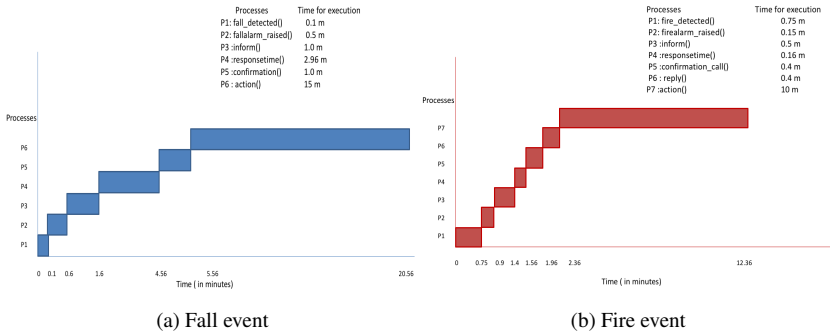 Processes Time for execution
P1: fall_detected() 0.1 m
P2: fallalarm_raised() 0.5 m
P3 :inform() 1.0 m
P4 :responsetime() 2.96 m
P5 :confirmation() 1.0 m
P6 : action() 15 m
Processes
P6
P5
P4
P3
P2
P1
0 0.1 0.6 1.6 4.56 5.56 20.56
Time ( in minutes)
(a) Fall event
Processes Time for execution
P1: fire_detected() 0.75 m
P2: firealarm_raised() 0.15 m
P3 :inform() 0.5 m
P4 :responsetime() 0.16 m
P5 :confirmation_call() 0.4 m
P6 : reply() 0.4 m
P7 :action() 10 m
Processes
P7
P6
P5
P4
P3
P2
P1
0 0.75 0.9 1.4 1.56 1.96 2.36 12.36
Time ( in minutes)
(b) Fire event